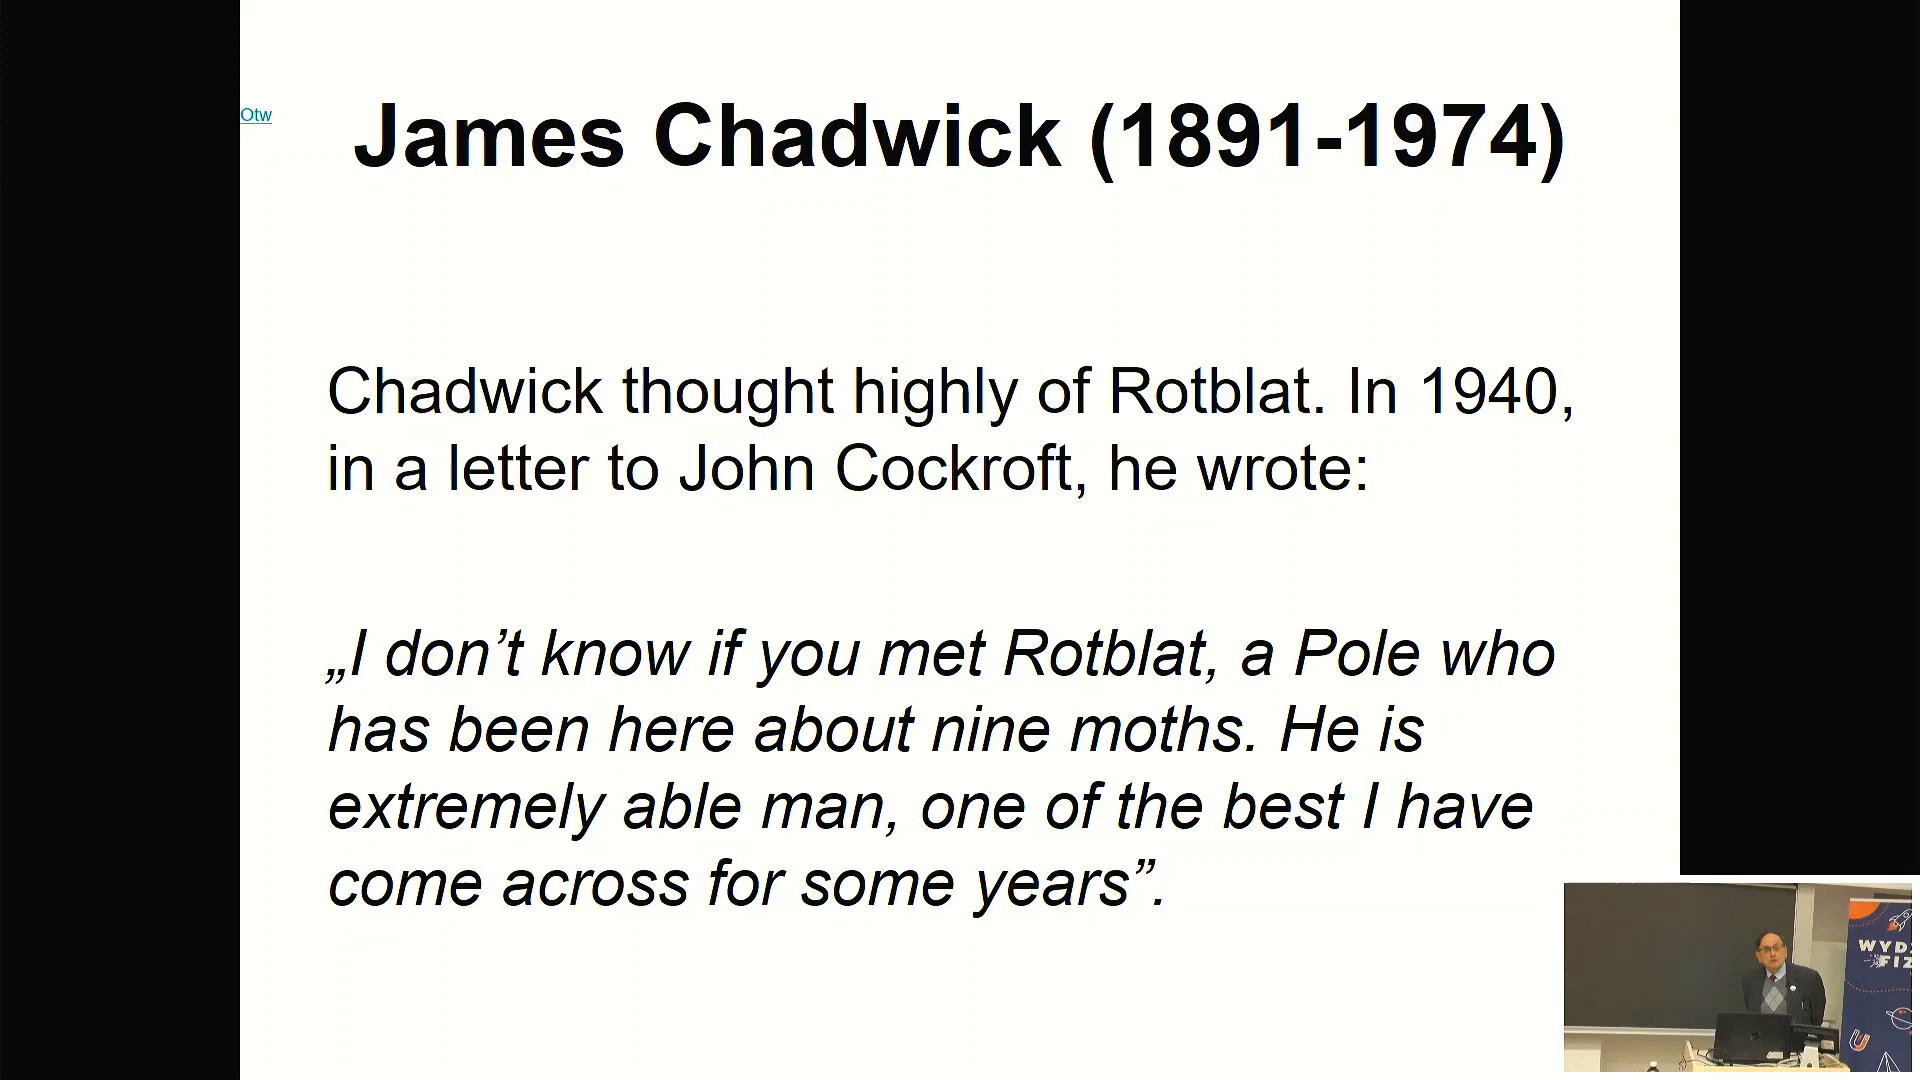 Otw
James Chadwick (1891-1974)
Chadwick thought highly of Rotblat. In 1940,
in a letter to John Cockroft, he wrote:
„I don’t know if you met Rotblat, a Pole who
has been here about nine moths. He is
extremely able man, one of the best I have
come across for some years”.
WYDZ
FIZ